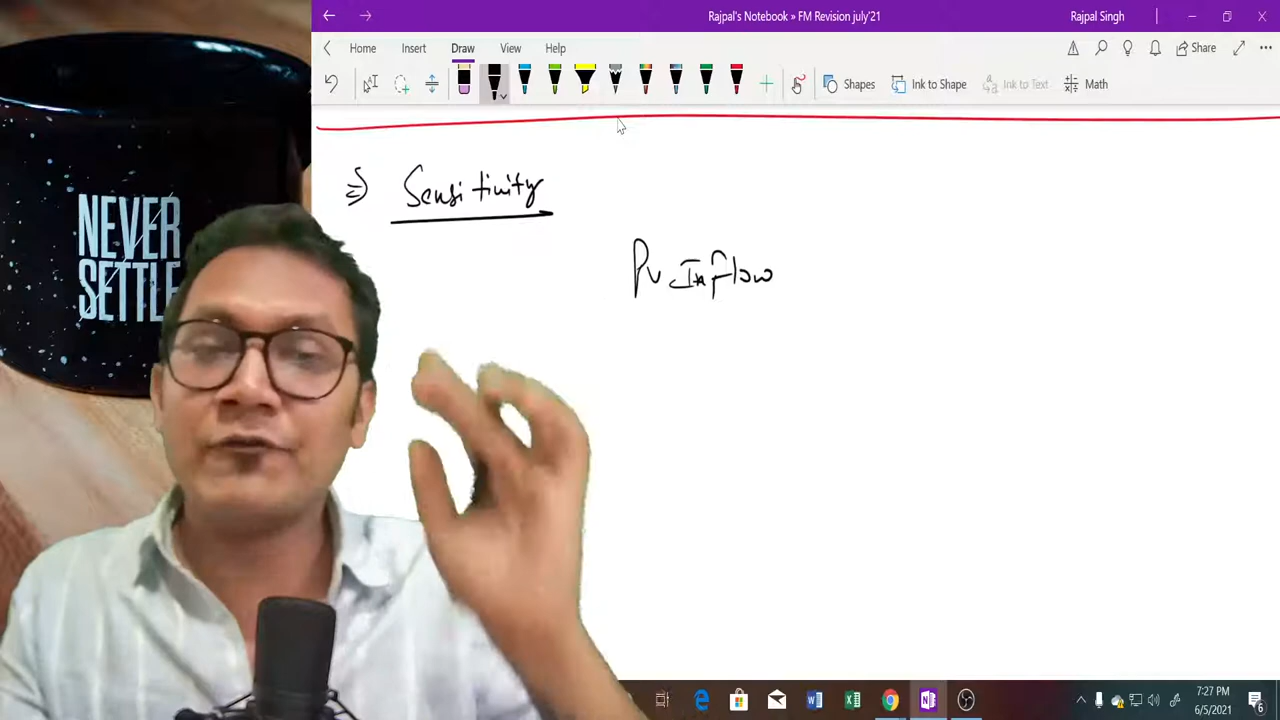 Rajpal's Notebook » FM Revision july'21
Rajpal Singh
Home Insert Draw View Help
Share
Shapes
Ink to Shape
Ink to Text
Math
⇒ Sensitivity
Pv Inflow
NEVER
SETTLE
7:27 PM
6/5/2021
6